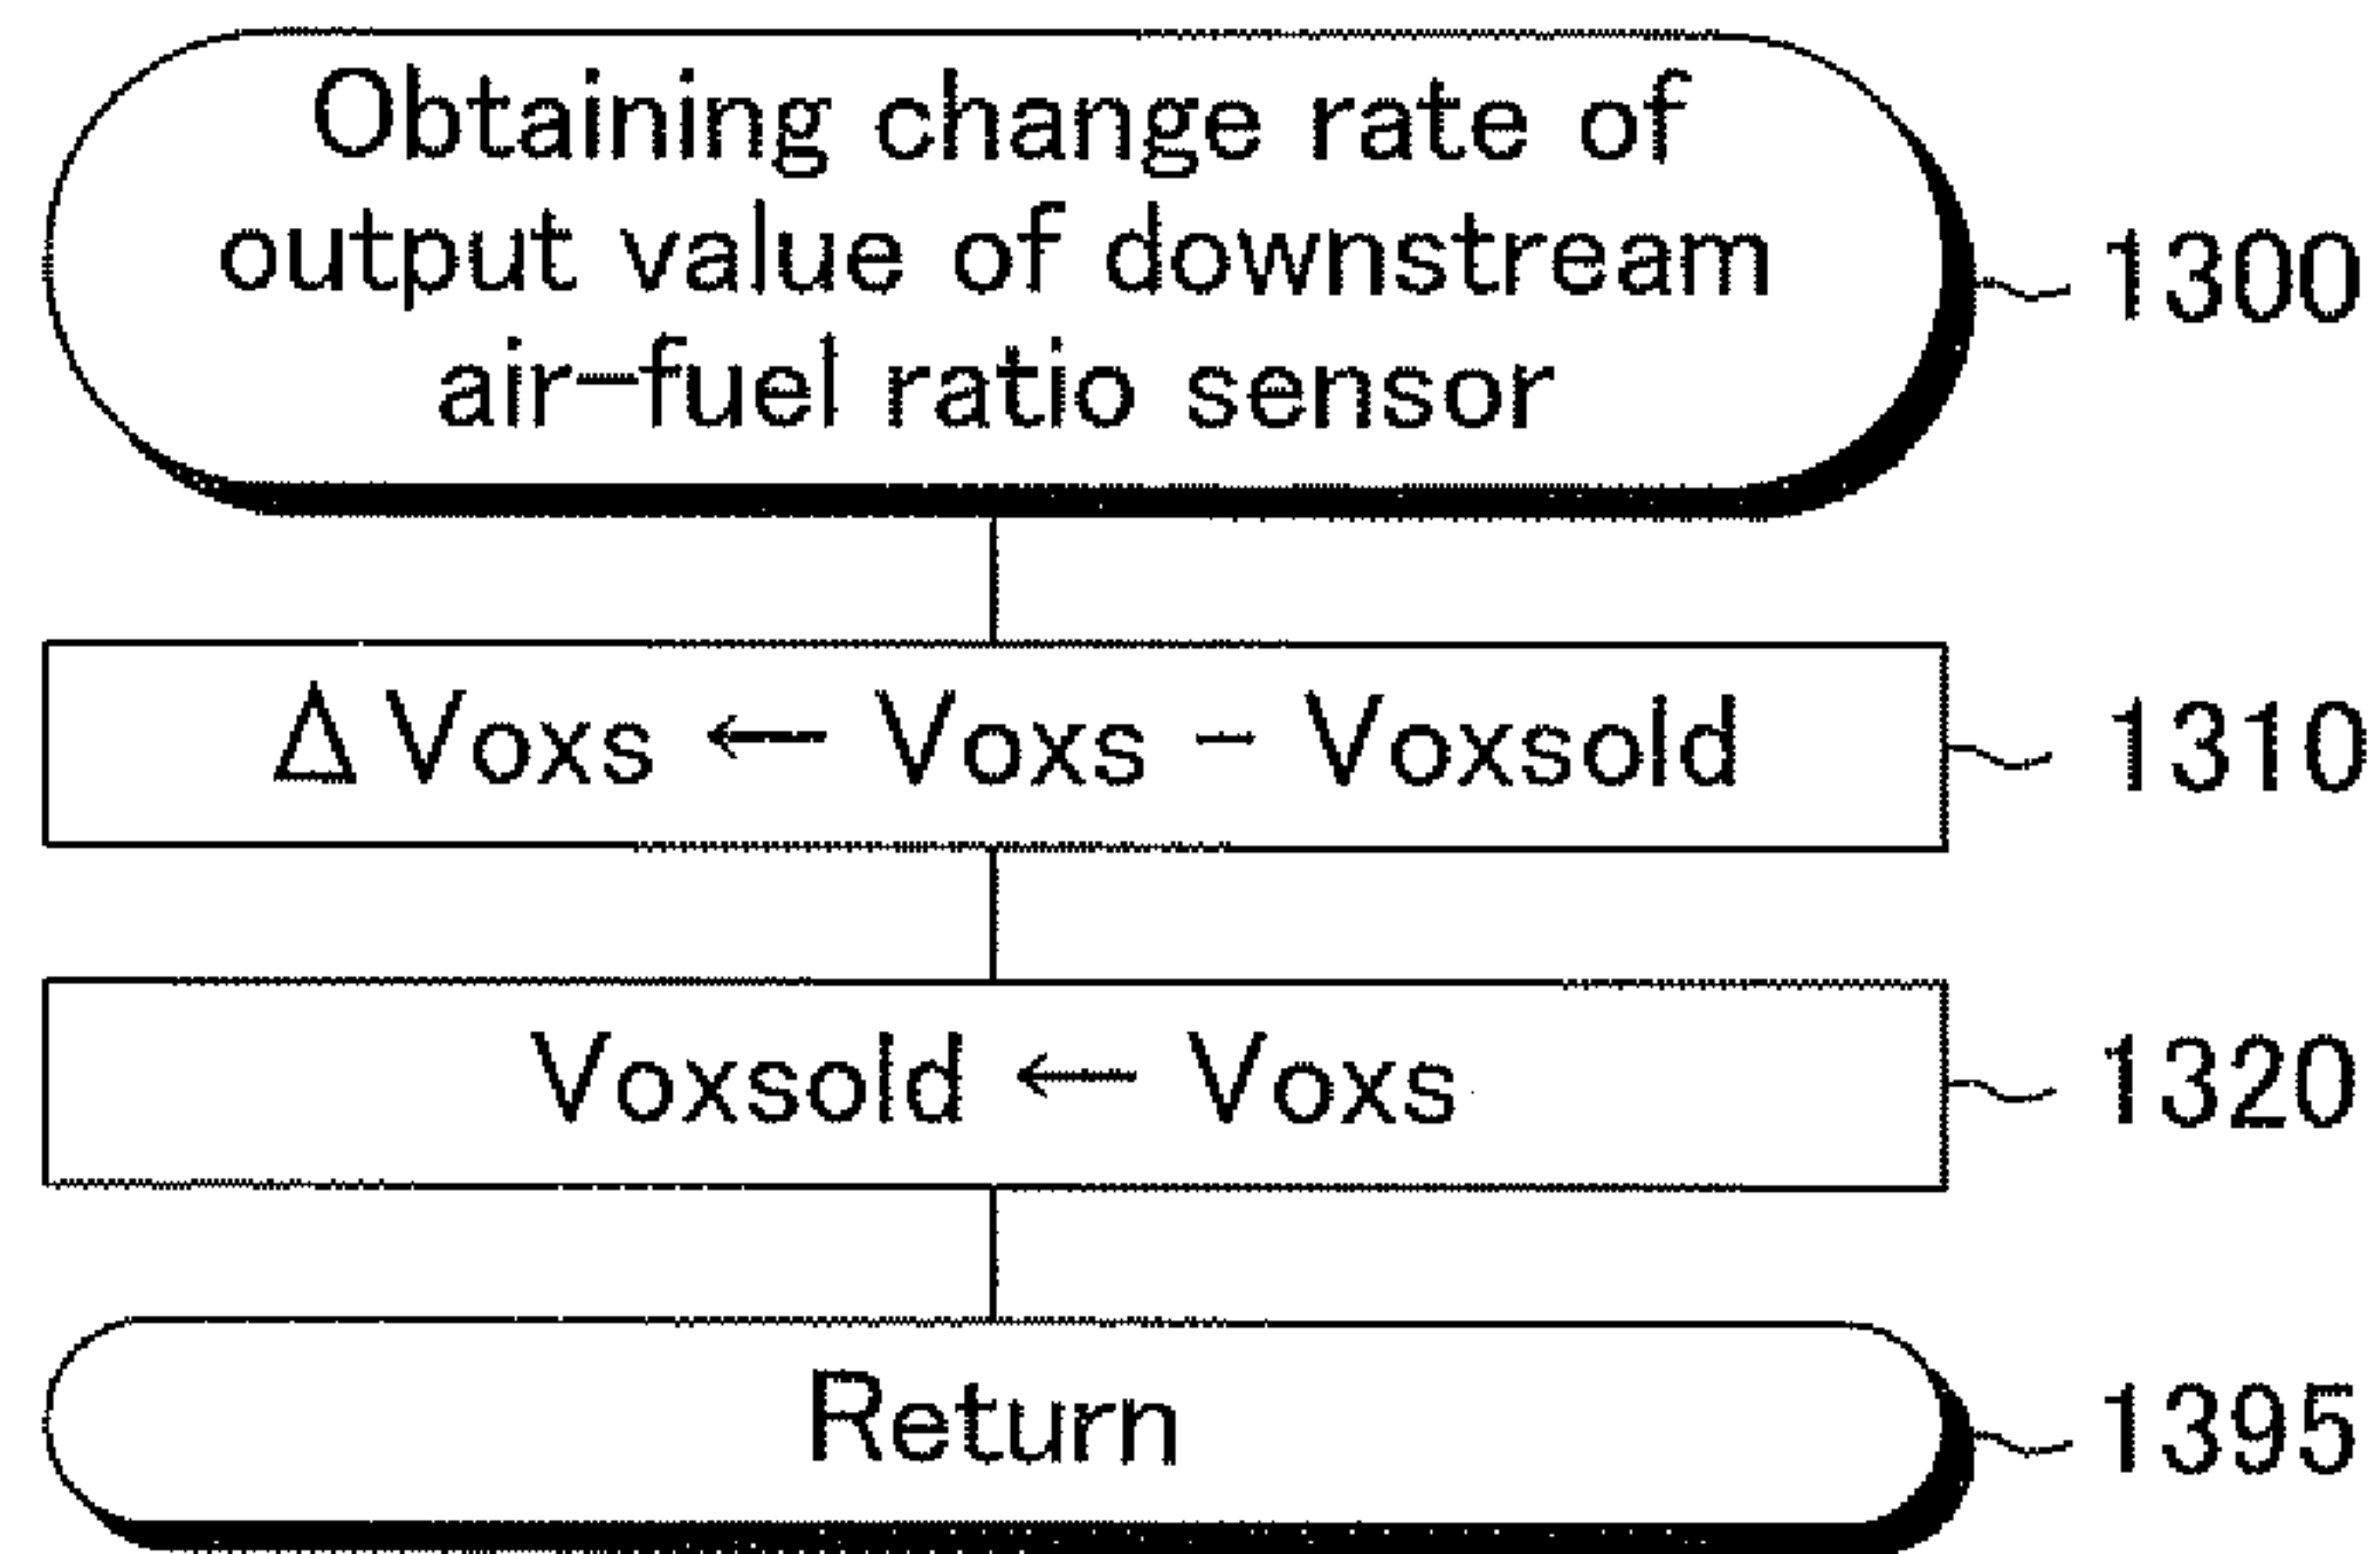 Obtaining change rate of
output value of downstream
air-fuel ratio sensor
1300
ΔVoxs ← Voxs - Voxsold
1310
Voxsold ← Voxs
1320
Return
1395